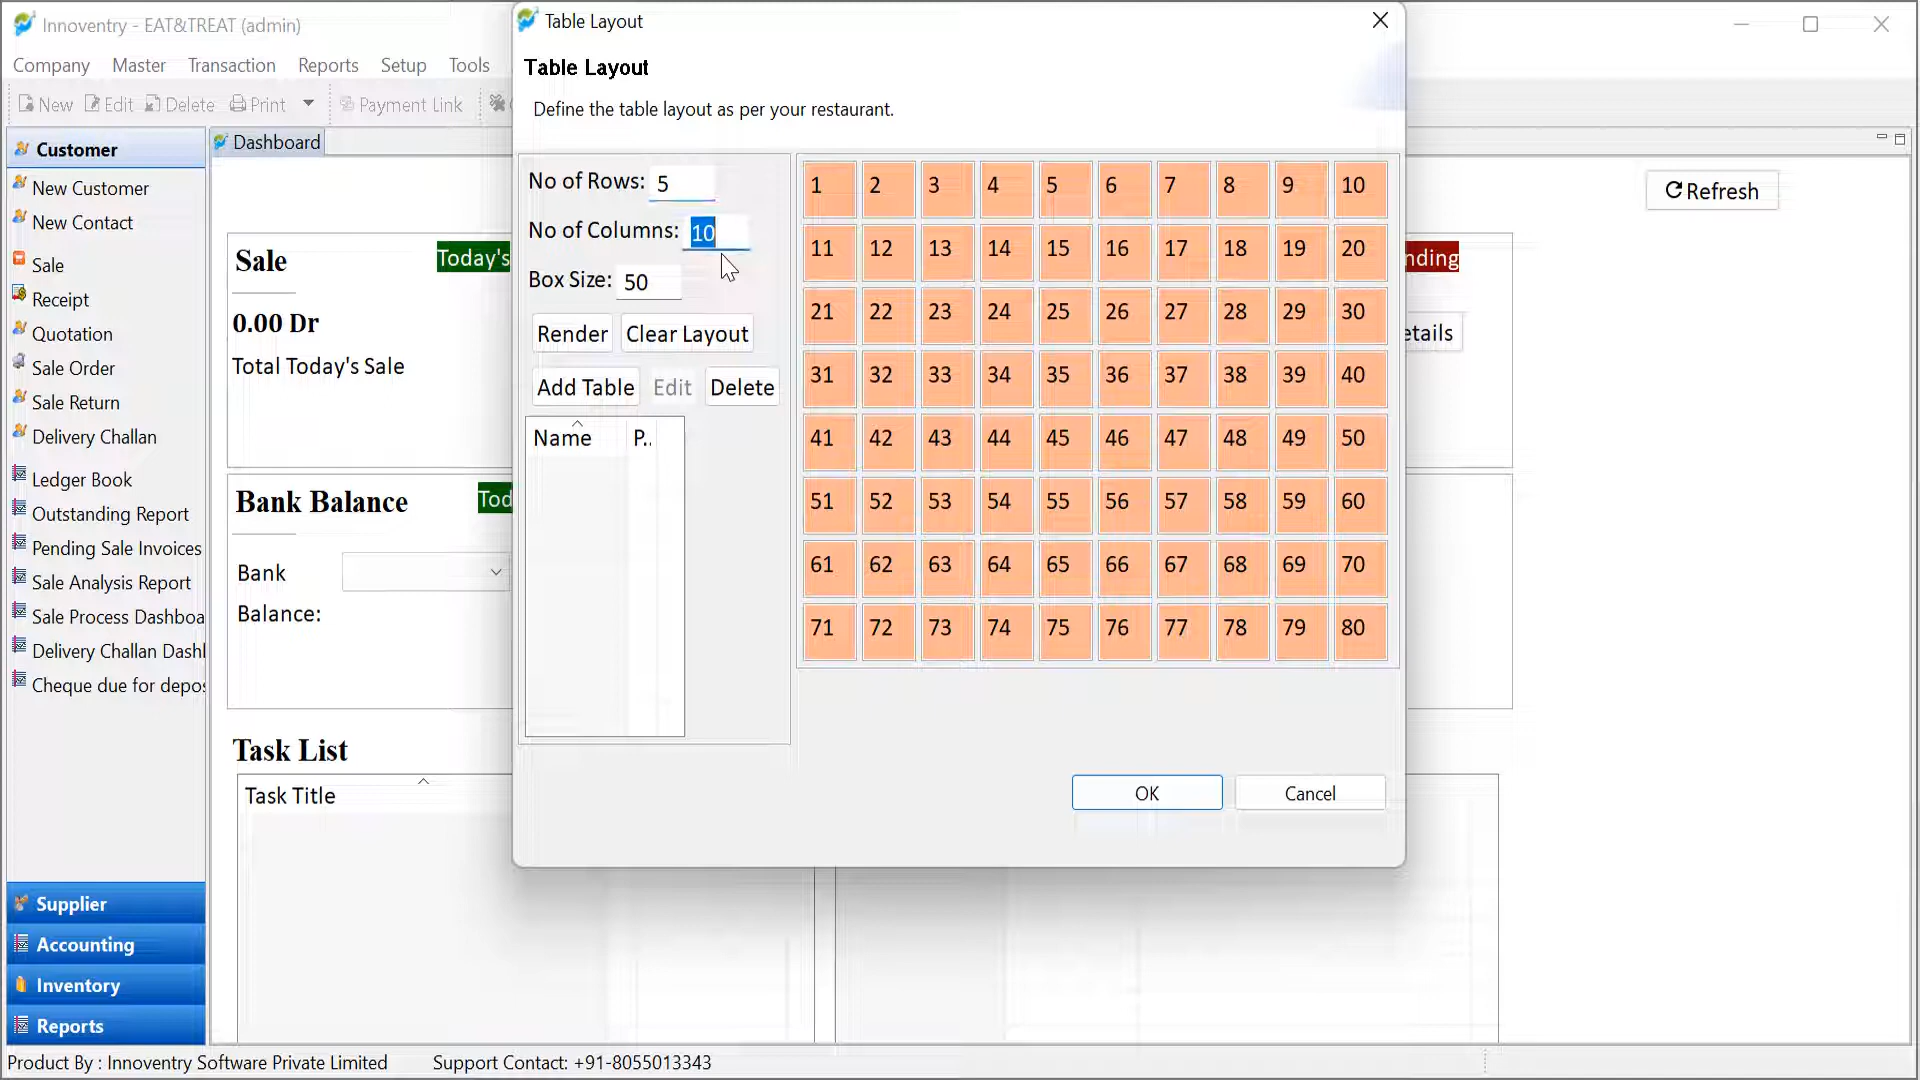 Innoventry - EAT&TREAT (admin)
Company Master Transaction Reports Setup Tools
New Edit Delete Print Payment Link
Customer
New Customer
New Contact
Sale
Receipt
Quotation
Sale Order
Sale Return
Delivery Challan
Ledger Book
Outstanding Report
Pending Sale Invoices
Sale Analysis Report
Sale Process Dashboa
Delivery Challan Dashl
Cheque due for depos
Supplier
Accounting
Inventory
Reports
Dashboard
Refresh
Sale Today's
0.00 Dr
Total Today's Sale
nding
etails
Bank Balance Tod
Bank
Balance:
Task List
Task Title
Table Layout
Table Layout
Define the table layout as per your restaurant.
No of Rows: 5
No of Columns: 10
Box Size: 50
Render Clear Layout
Add Table Edit Delete
Name P..
1 2 3 4 5 6 7 8 9 10
11 12 13 14 15 16 17 18 19 20
21 22 23 24 25 26 27 28 29 30
31 32 33 34 35 36 37 38 39 40
41 42 43 44 45 46 47 48 49 50
51 52 53 54 55 56 57 58 59 60
61 62 63 64 65 66 67 68 69 70
71 72 73 74 75 76 77 78 79 80
OK Cancel
Product By : Innoventry Software Private Limited Support Contact: +91-8055013343